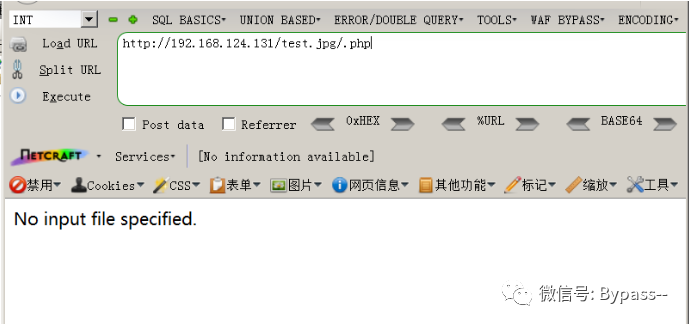 INT SQL BASICS▾ UNION BASED▾ ERROR/DOUBLE QUERY▾ TOOLS▾ WAF BYPASS▾ ENCODING▾
Load URL http://192.168.124.131/test.jpg/.php
Split URL
Execute
Post data Referrer 0xHEX %URL BASE64
NETCRAFT Services▾ [No information available]
禁用▾ Cookies▾ CSS▾ 表单▾ 图片▾ 网页信息▾ 其他功能▾ 标记▾ 缩放▾ 工具▾
No input file specified.
微信号: Bypass--